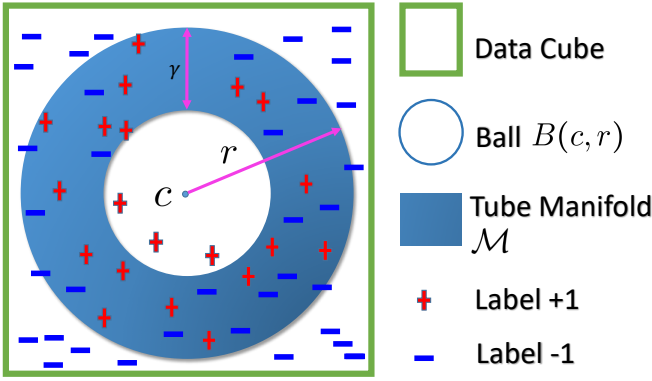 γ
r
c
Data Cube
Ball B(c, r)
Tube Manifold
ℳ
Label +1
Label -1